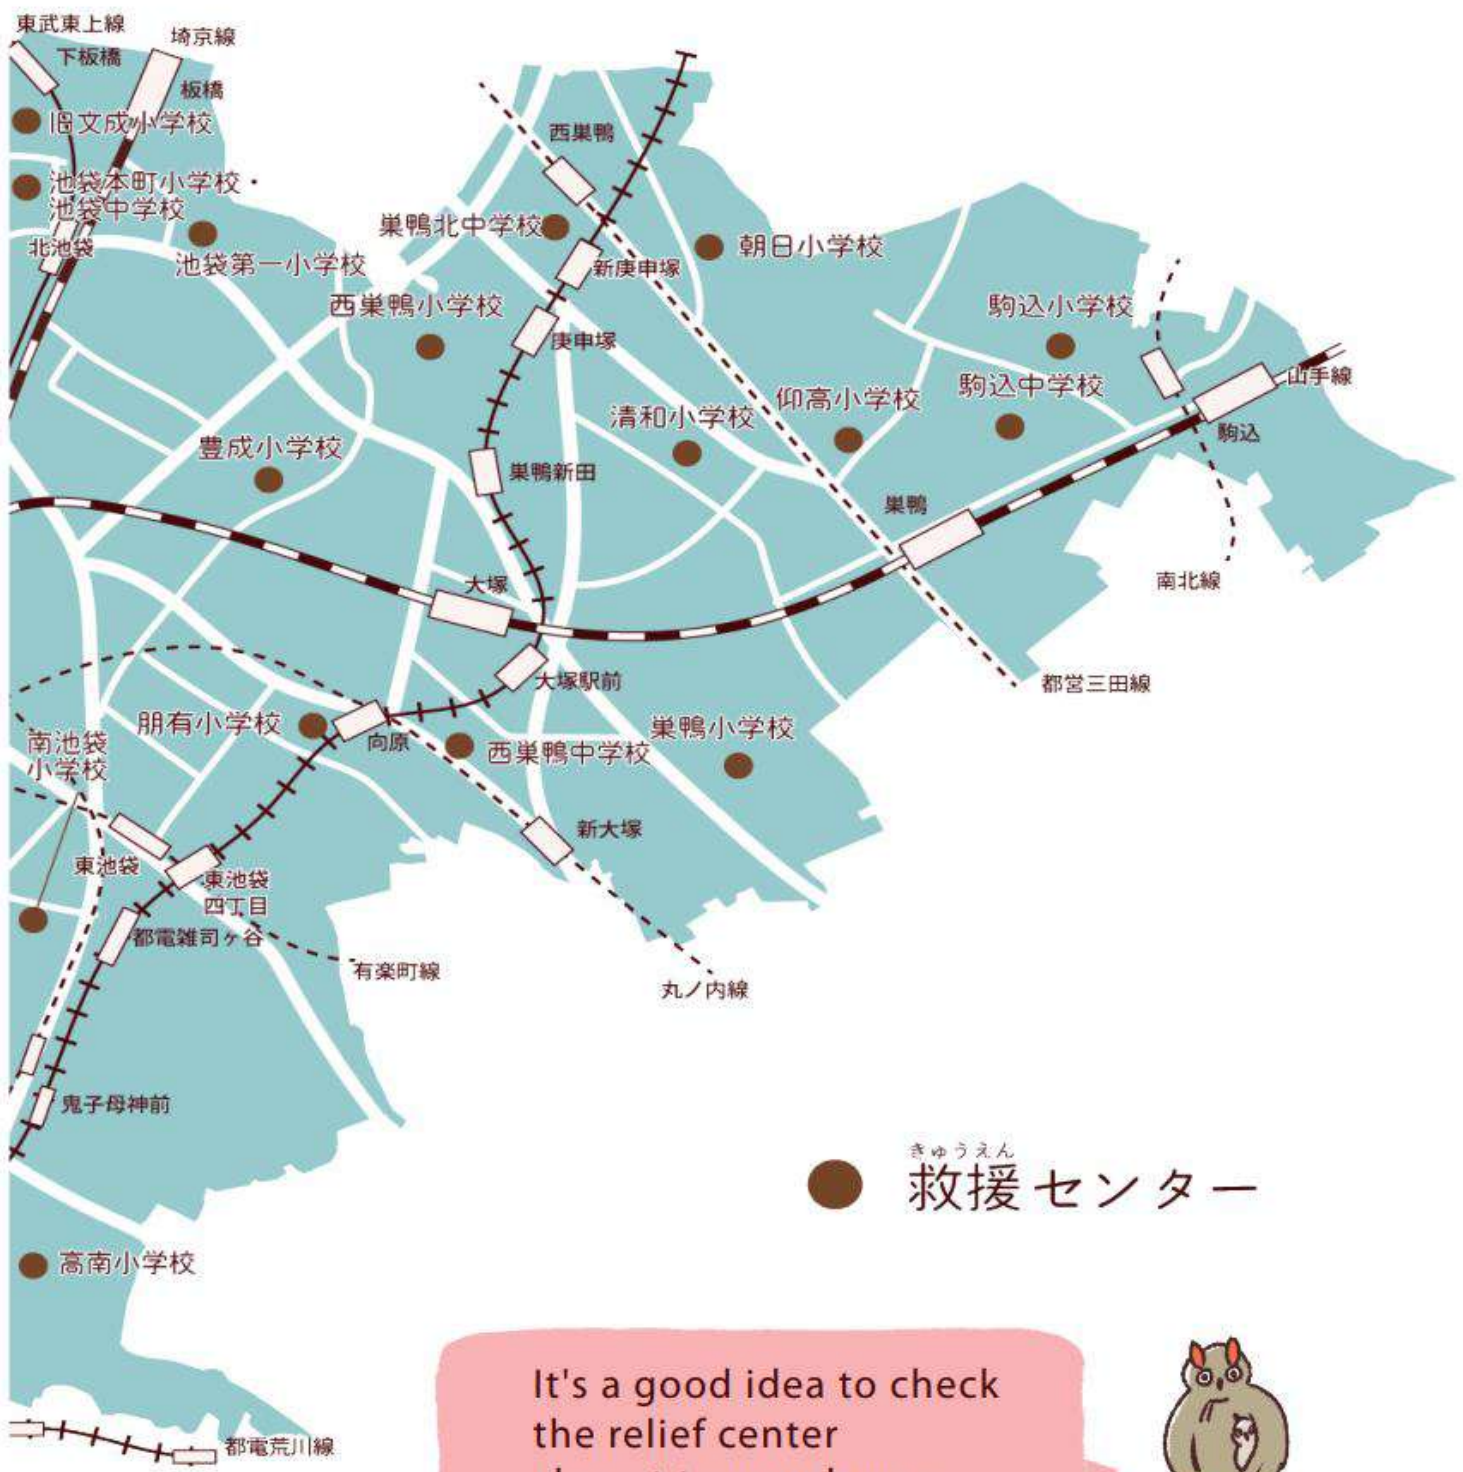 東武東上線
埼京線
下板橋
板橋
旧文成小学校
池袋本町小学校・
池袋中学校
北池袋
池袋第一小学校
西巣鴨
巣鴨北中学校
新庚申塚
朝日小学校
西巣鴨小学校
庚申塚
駒込小学校
山手線
駒込中学校
仰高小学校
清和小学校
駒込
豊成小学校
巣鴨新田
巣鴨
大塚
南北線
大塚駅前
都営三田線
朋有小学校
向原
西巣鴨中学校
巣鴨小学校
南池袋
小学校
新大塚
東池袋
東池袋
四丁目
都電雑司ヶ谷
有楽町線
丸ノ内線
鬼子母神前
きゅうえん
救援センター
高南小学校
It's a good idea to check
the relief center
都電荒川線